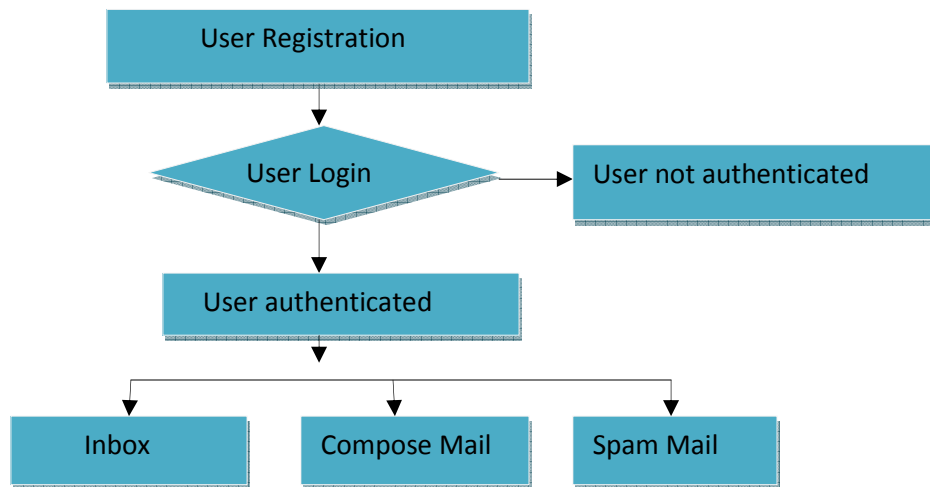 User Registration
User Login
User not authenticated
User authenticated
Inbox
Compose Mail
Spam Mail